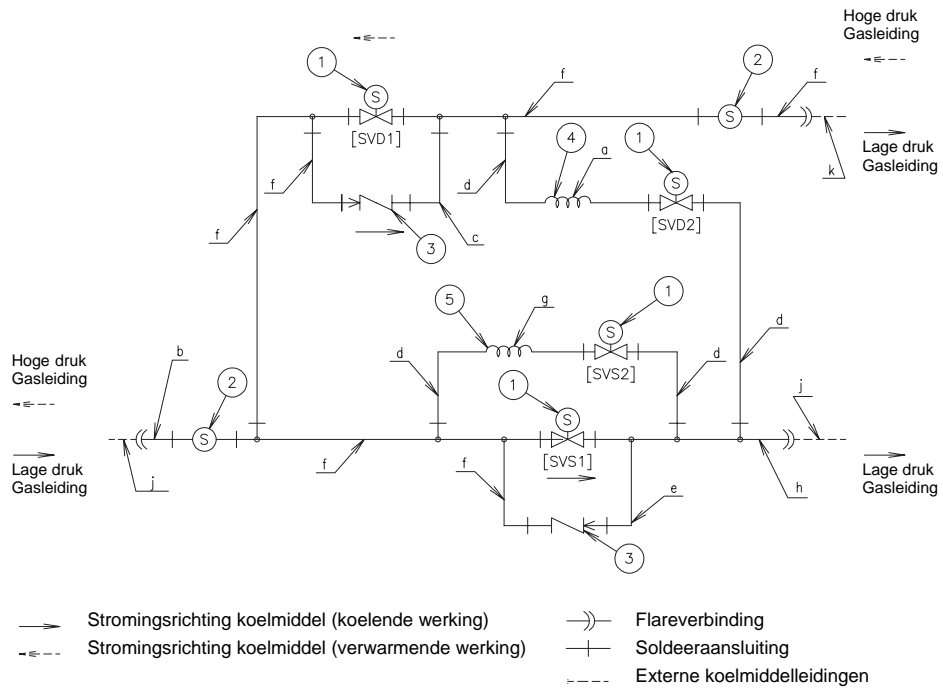 Hoge druk
Gasleiding
1
2
S
f
f
S
[SVD1]
k
Lage druk
Gasleiding
4
a
1
f
d
S
[SVD2]
c
3
f
5
g
1
S
[SVS2]
d
d
d
Hoge druk
Gasleiding
b
2
1
j
S
S
[SVS1]
Lage druk
Gasleiding
j
f
f
e
h
Lage druk
Gasleiding
3
Stromingsrichting koelmiddel (koelende werking)
Flareverbinding
Stromingsrichting koelmiddel (verwarmende werking)
Soldeeraansluiting
Externe koelmiddelleidingen